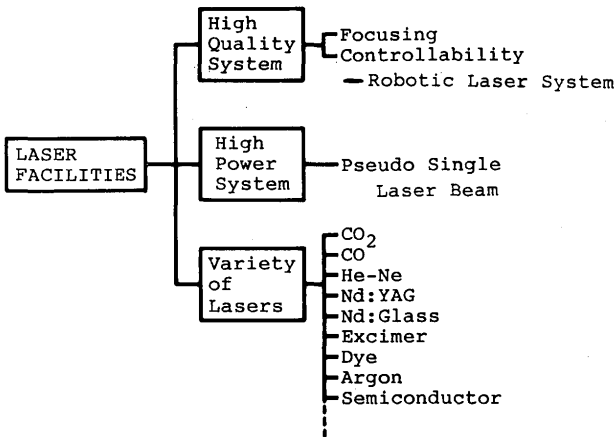 LASER
FACILITIES
High
Quality
System
Focusing
Controllability
Robotic Laser System
High
Power
System
Pseudo Single
Laser Beam
Variety
of
Lasers
CO2
CO
He-Ne
Nd:YAG
Nd:Glass
Excimer
Dye
Argon
Semiconductor